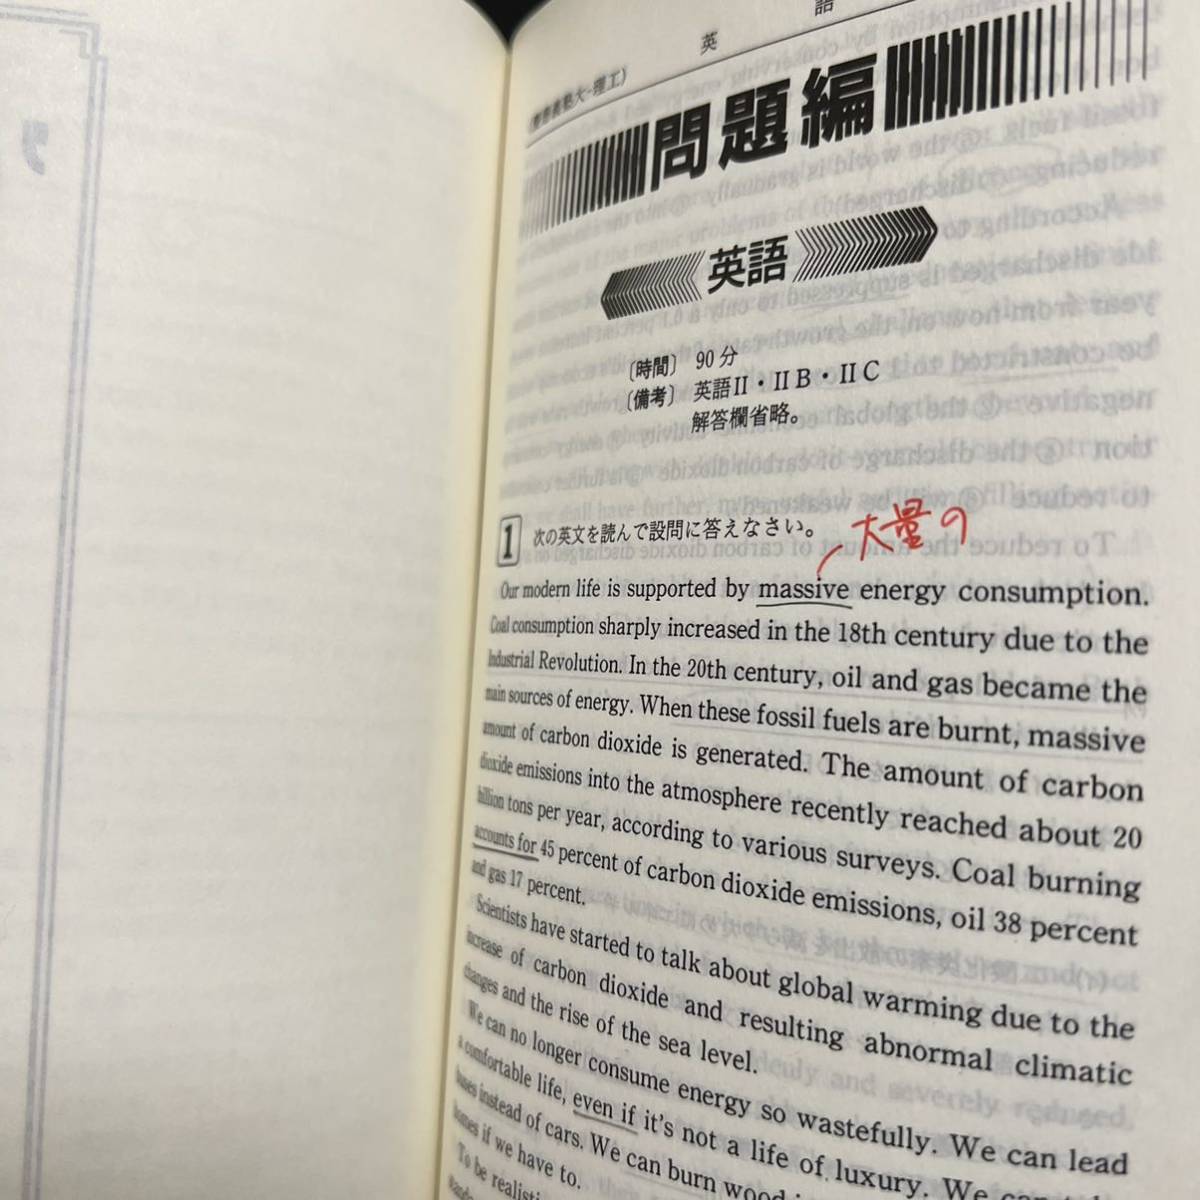 英語
(慶應義塾大-理工)
問題編
英語
〔時間〕 90分
〔備考〕 英語II・IIB・IIC
解答欄省略。
1 次の英文を読んで設問に答えなさい。
大量の
Our modern life is supported by massive energy consumption.
Coal consumption sharply increased in the 18th century due to the
Industrial Revolution. In the 20th century, oil and gas became the
main sources of energy. When these fossil fuels are burnt, massive
amount of carbon dioxide is generated. The amount of carbon
dioxide emissions into the atmosphere recently reached about 20
billion tons per year, according to various surveys. Coal burning
accounts for 45 percent of carbon dioxide emissions, oil 38 percent
and gas 17 percent.
Scientists have started to talk about global warming due to the
increase of carbon dioxide and resulting abnormal climatic
changes and the rise of the sea level.
We can no longer consume energy so wastefully. We can lead
a comfortable life, even if it's not a life of luxury. We
buses instead of cars. We can burn wood
homes if we have to.
To be